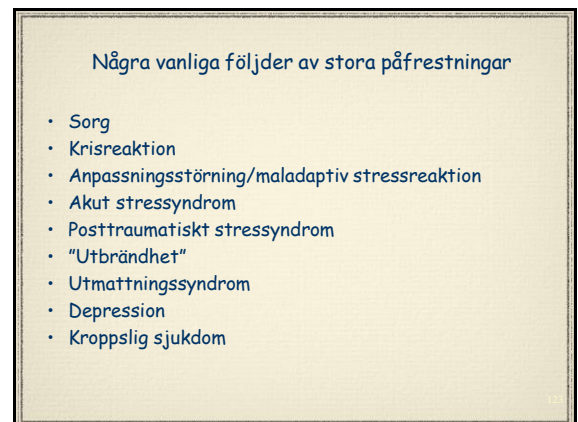 Några vanliga följder av stora påfrestningar
• Sorg
• Krisreaktion
• Anpassningsstörning/maladaptiv stressreaktion
• Akut stressyndrom
• Posttraumatiskt stressyndrom
• ”Utbrändhet”
• Utmattningssyndrom
• Depression
• Kroppslig sjukdom